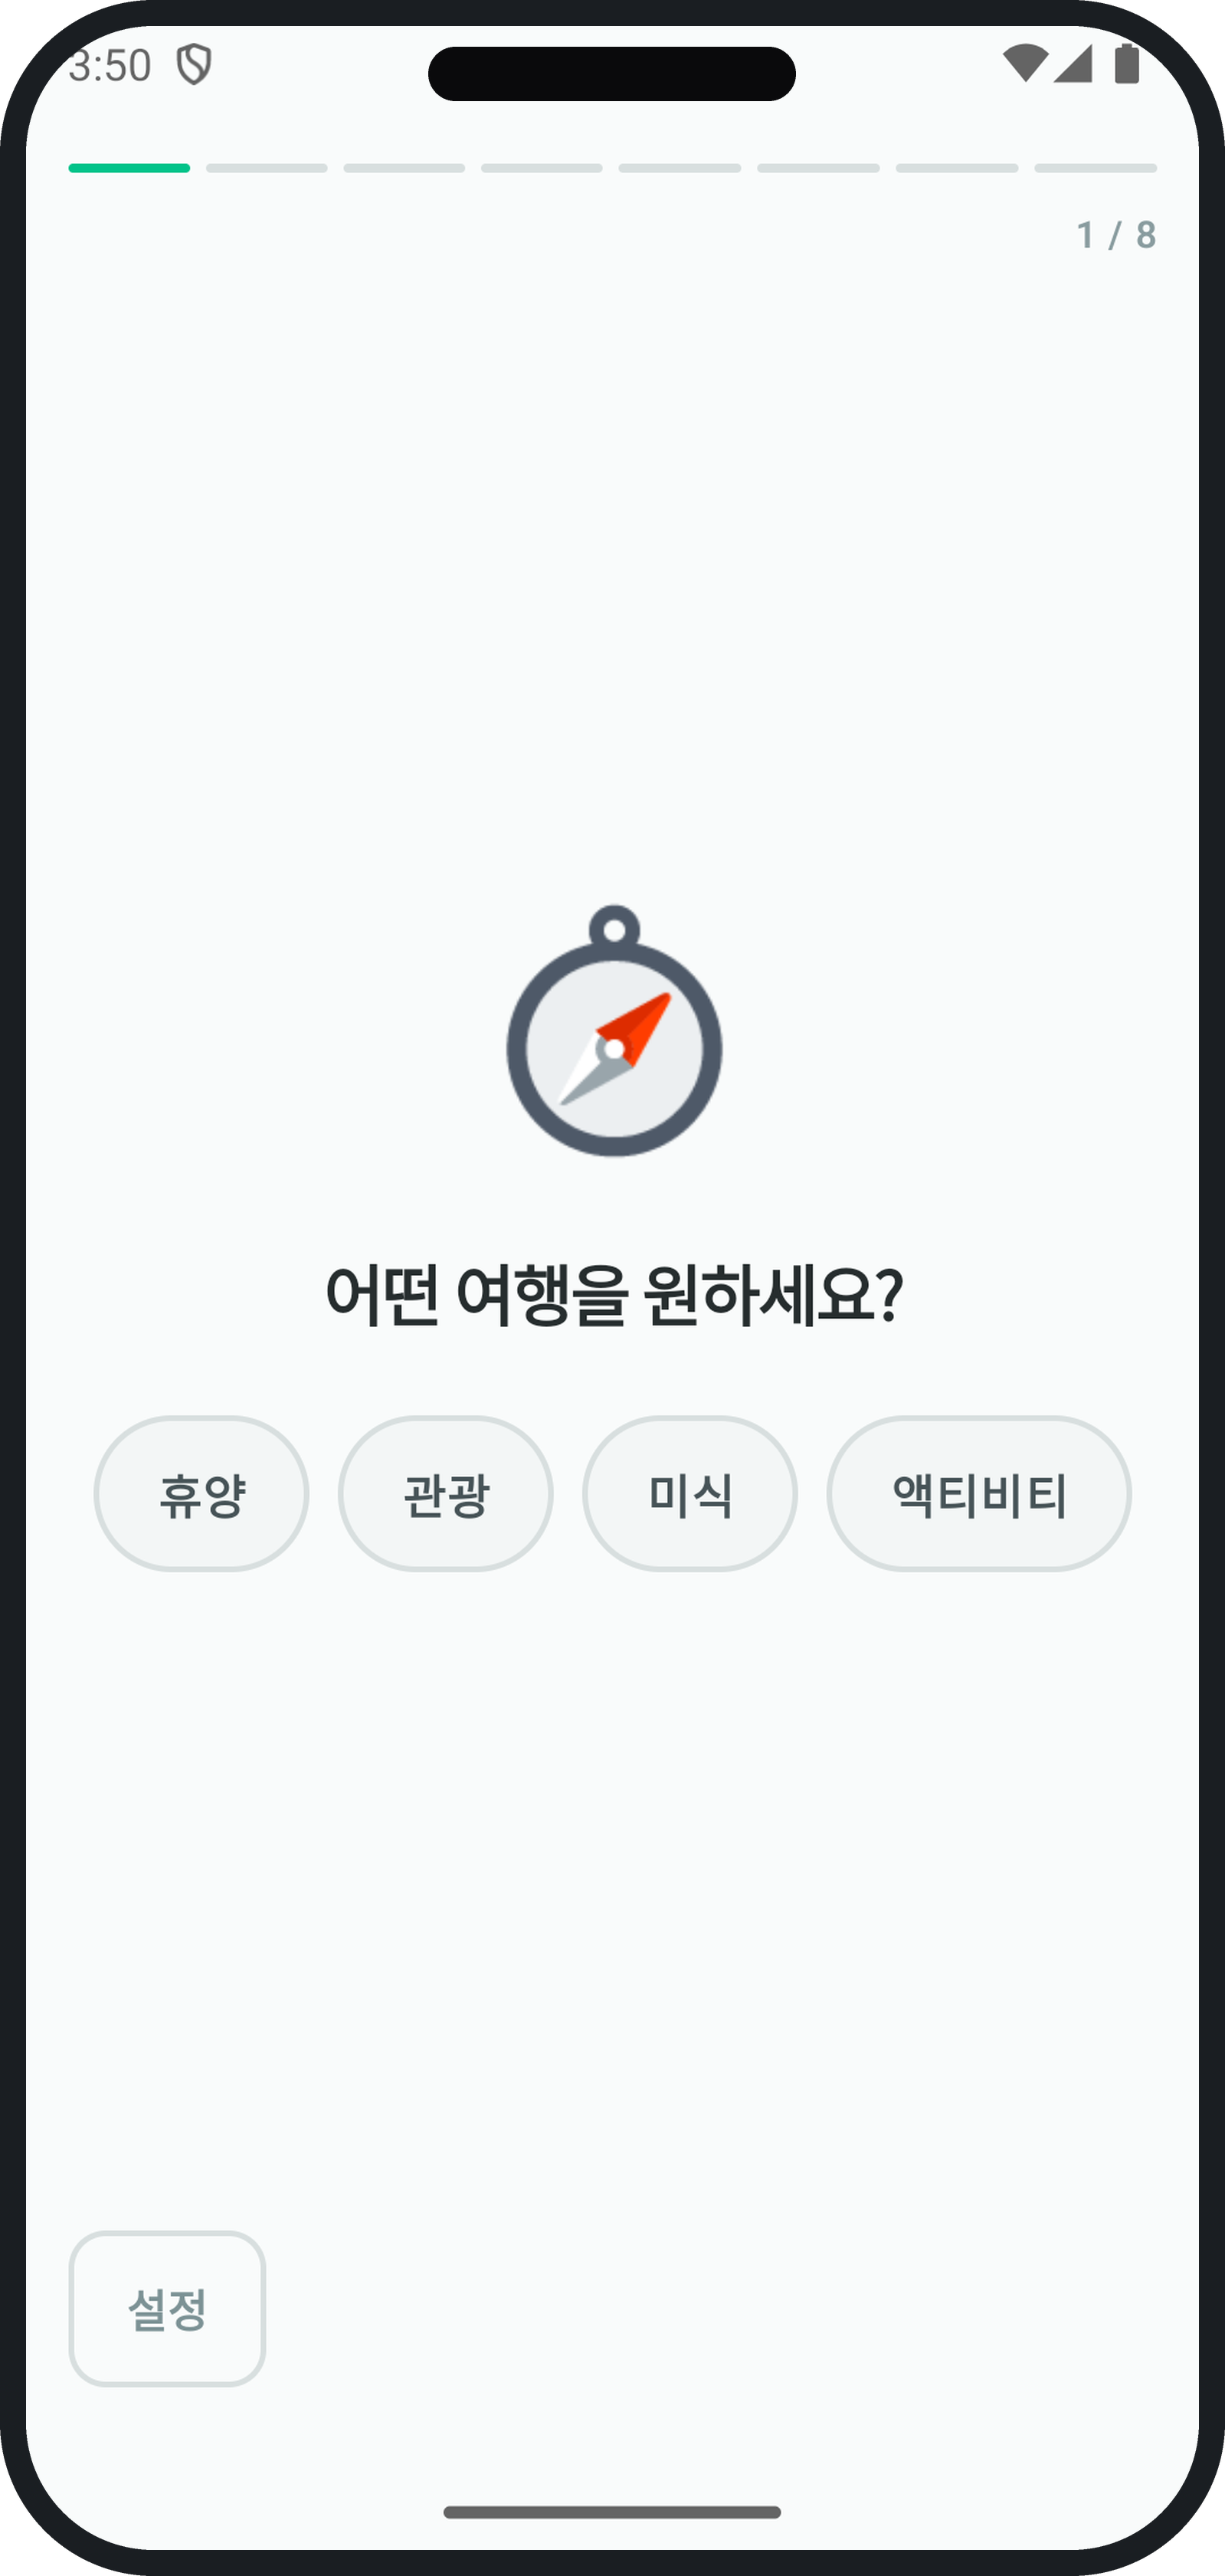 3:50
1 / 8
어떤 여행을 원하세요?
휴양 관광 미식 액티비티
설정